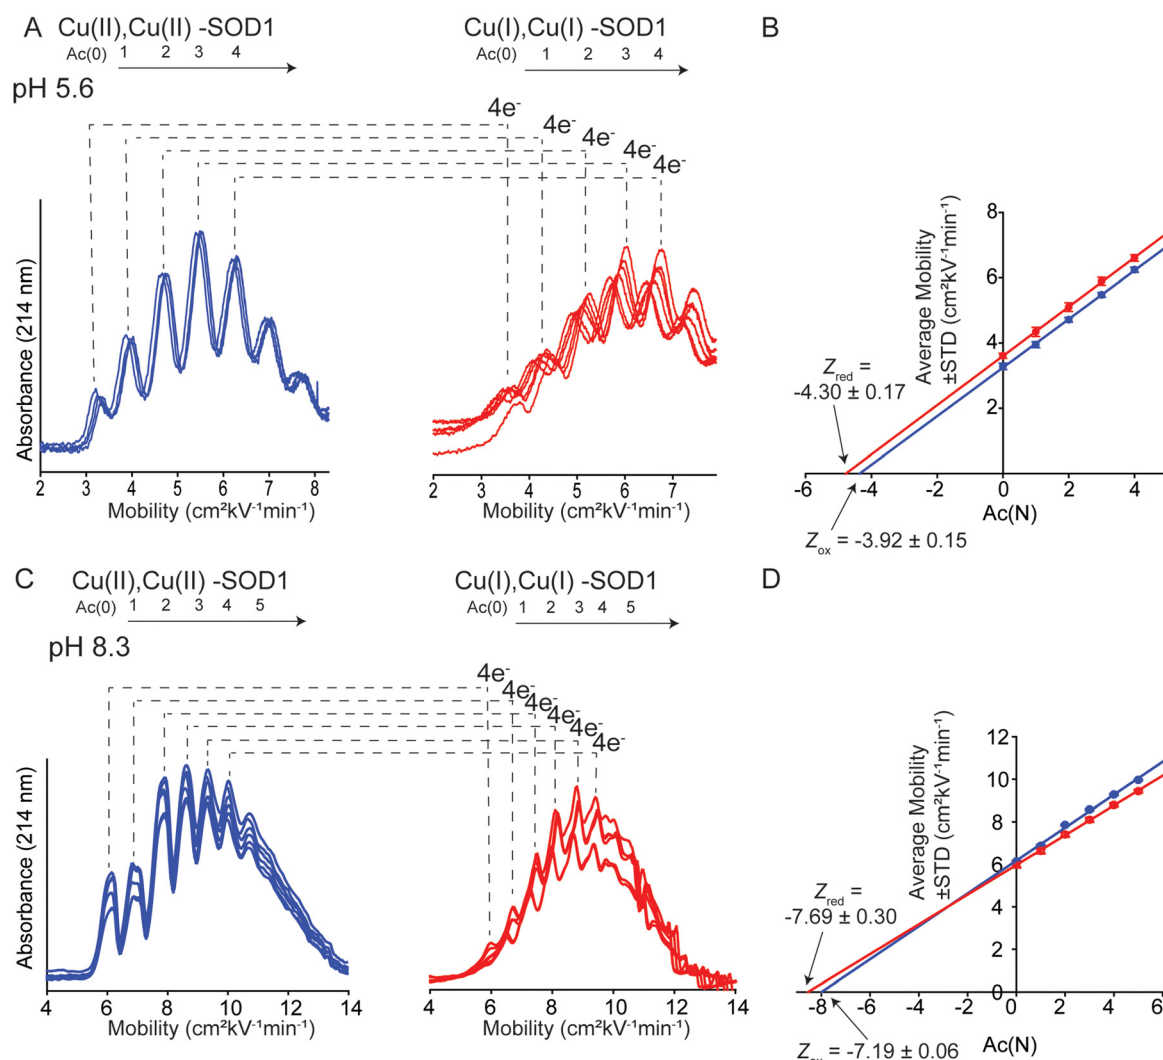 A
Cu(II),Cu(II) -SOD1
Ac(0) 1 2 3 4
Cu(I),Cu(I) -SOD1
Ac(0) 1 2 3 4
pH 5.6
4e-
4e-
4e-
4e-
4e-
Absorbance (214 nm)
2 3 4 5 6 7 8
Mobility (cm²kV⁻¹min⁻¹)
2 3 4 5 6 7
Mobility (cm²kV⁻¹min⁻¹)
B
Average Mobility
±STD (cm²kV⁻¹min⁻¹)
8
6
4
2
Zred =
-4.30 ± 0.17
-6 -4 -2 0 2 4
Ac(N)
Zox = -3.92 ± 0.15
C
Cu(II),Cu(II) -SOD1
Ac(0) 1 2 3 4 5
Cu(I),Cu(I) -SOD1
Ac(0) 1 2 3 4 5
pH 8.3
4e-
4e-
4e-
4e-
4e-
4e-
Absorbance (214 nm)
4 6 8 10 12 14
Mobility (cm²kV⁻¹min⁻¹)
4 6 8 10 12 14
Mobility (cm²kV⁻¹min⁻¹)
D
Average Mobility
±STD (cm²kV⁻¹min⁻¹)
12
10
8
6
4
2
0
Zred =
-7.69 ± 0.30
-8 -6 -4 -2 0 2 4 6
Ac(N)
Zox = -7.19 ± 0.06